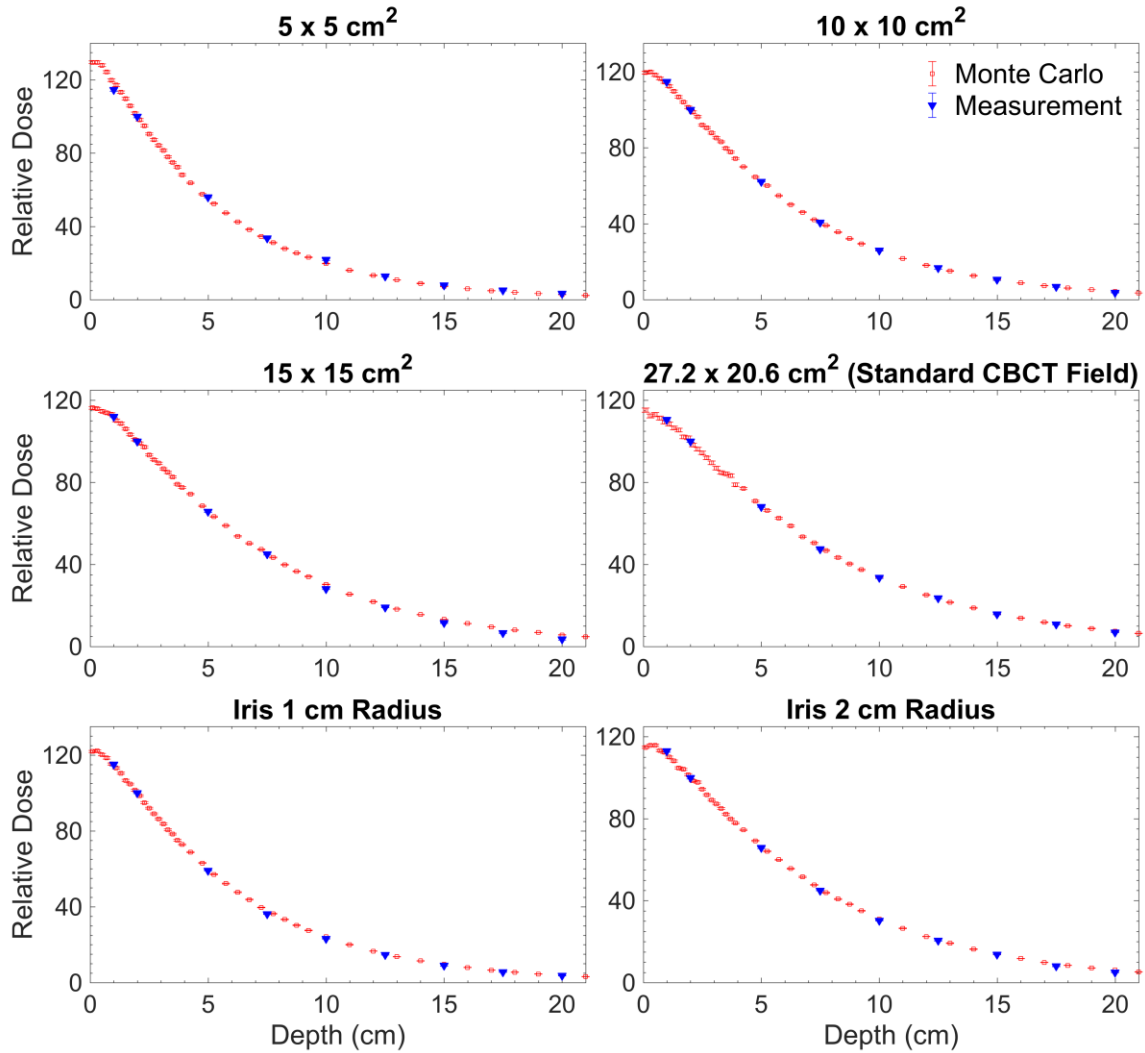 5 x 5 cm²
10 x 10 cm²
Relative Dose
120
80
40
0
0 5 10 15 20
120
80
40
0
0 5 10 15 20
Monte Carlo
Measurement
15 x 15 cm²
27.2 x 20.6 cm² (Standard CBCT Field)
Relative Dose
120
80
40
0
0 5 10 15 20
120
80
40
0
0 5 10 15 20
Iris 1 cm Radius
Iris 2 cm Radius
Relative Dose
120
80
40
0
0 5 10 15 20
Depth (cm)
120
80
40
0
0 5 10 15 20
Depth (cm)